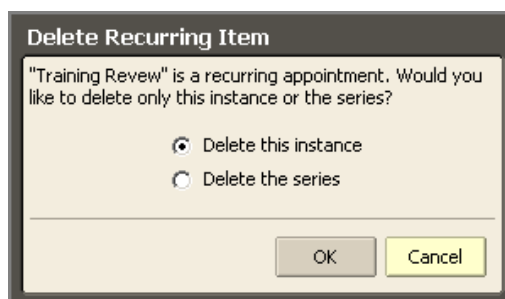 Delete Recurring Item
"Training Revew" is a recurring appointment. Would you
like to delete only this instance or the series?
Delete this instance
Delete the series
OK
Cancel